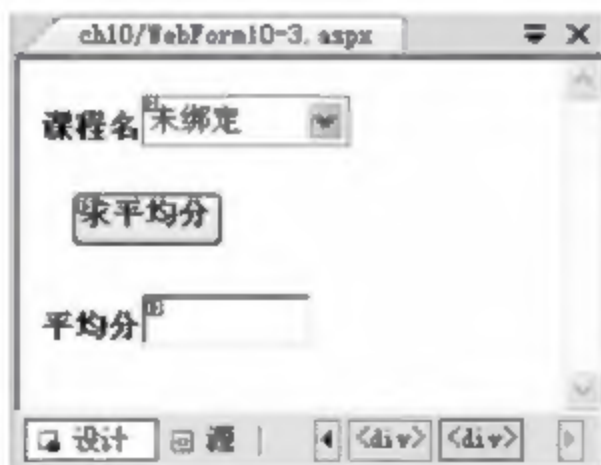 ch10/WebForm10-3.aspx
课程名 未绑定
求平均分
平均分
设计 源 <div> <div>